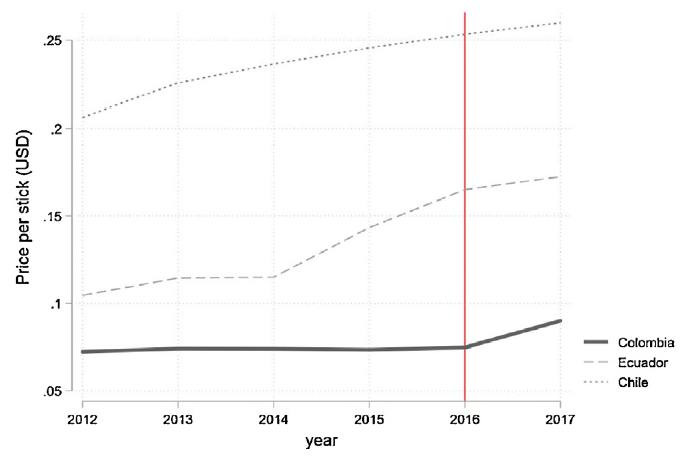 Price per stick (USD)
.25
.2
.15
.1
.05
2012 2013 2014 2015 2016 2017
year
Colombia
Ecuador
Chile